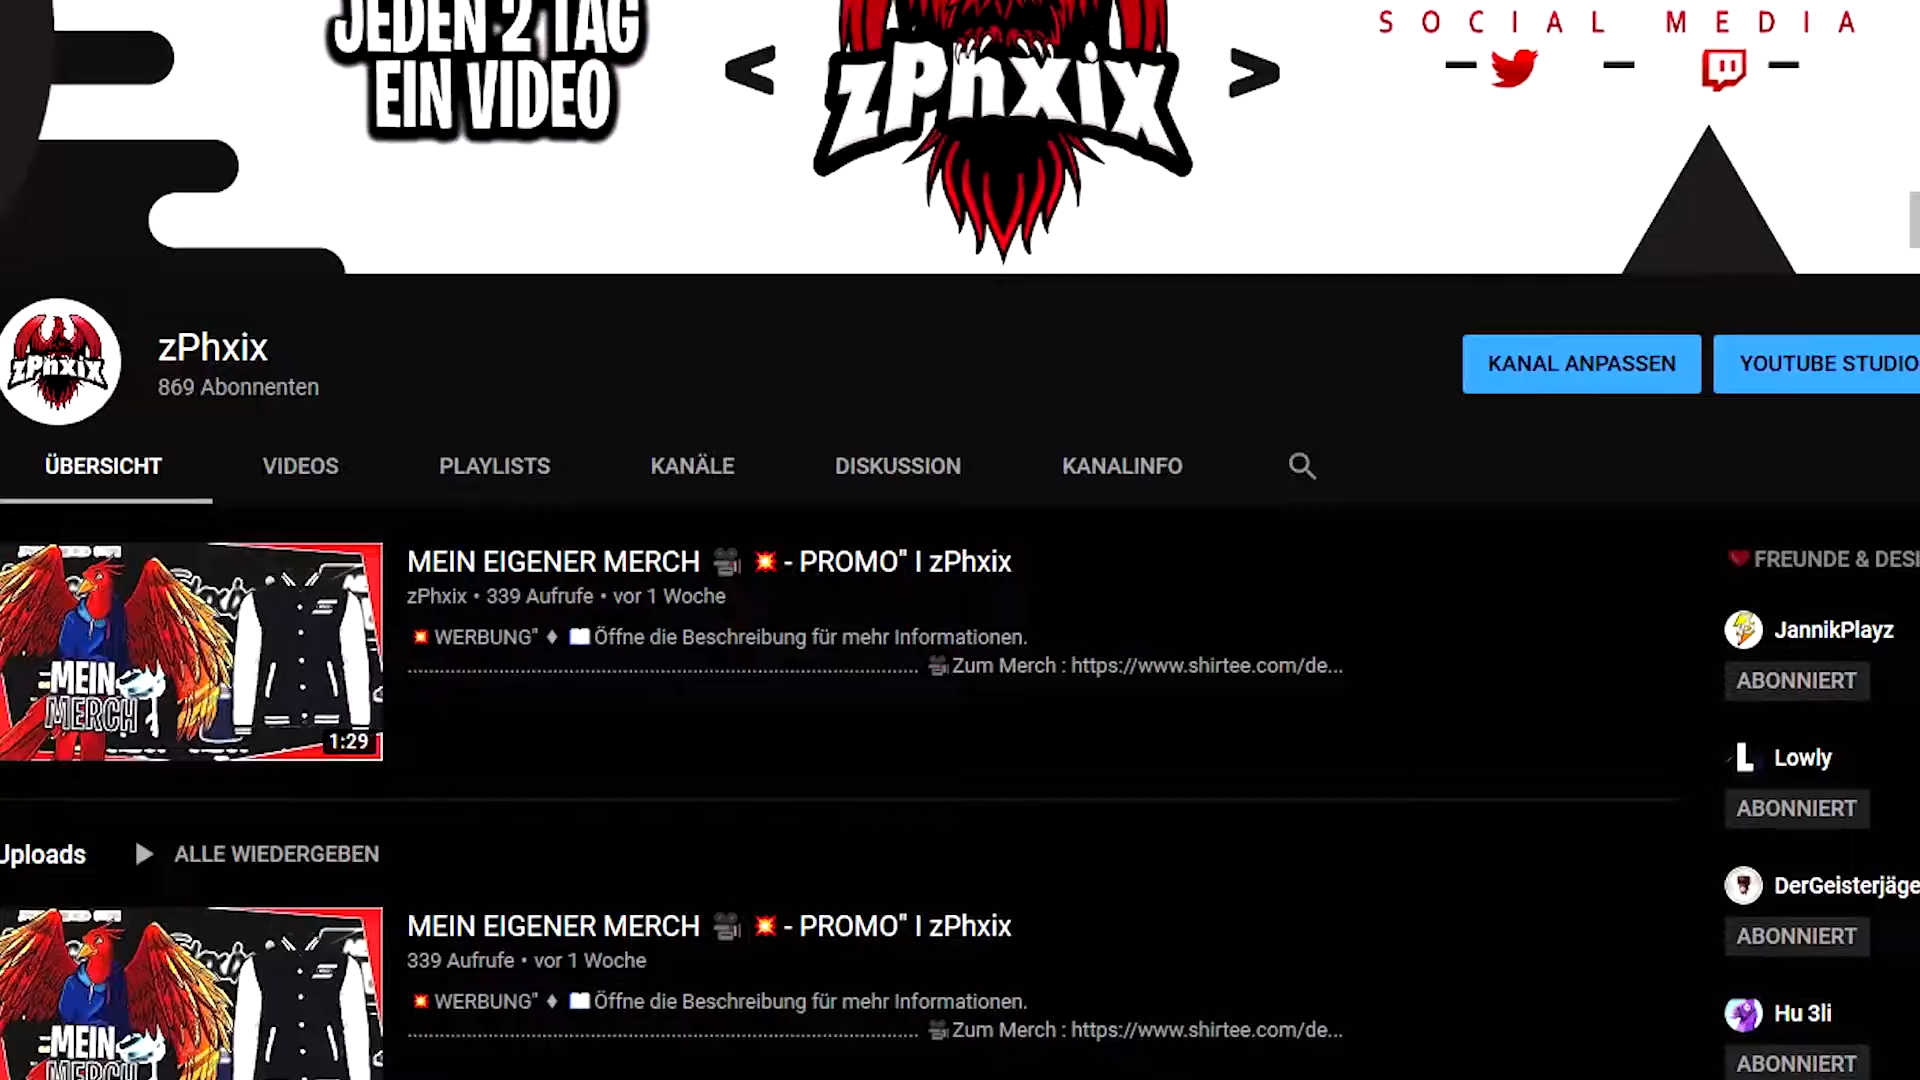 JEDEN 2 TAG
EIN VIDEO
< zPhxix >
SOCIAL MEDIA
zPhxix
zPhxix
869 Abonnenten
KANAL ANPASSEN
YOUTUBE STUDIO
ÜBERSICHT
VIDEOS
PLAYLISTS
KANÄLE
DISKUSSION
KANALINFO
MEIN
MERCH
1:29
MEIN EIGENER MERCH 🎥 💥 - PROMO" I zPhxix
zPhxix • 339 Aufrufe • vor 1 Woche
💥 WERBUNG" ♦ 📖Öffne die Beschreibung für mehr Informationen.
........................................................................................... 🎥Zum Merch : https://www.shirtee.com/de...
FREUNDE & DESI
JannikPlayz
ABONNIERT
Lowly
ABONNIERT
DerGeisterjäge
ABONNIERT
Hu 3li
ABONNIERT
Uploads
ALLE WIEDERGEBEN
MEIN
MERCH
MEIN EIGENER MERCH 🎥 💥 - PROMO" I zPhxix
339 Aufrufe • vor 1 Woche
💥 WERBUNG" ♦ 📖Öffne die Beschreibung für mehr Informationen.
........................................................................................... 🎥Zum Merch : https://www.shirtee.com/de...